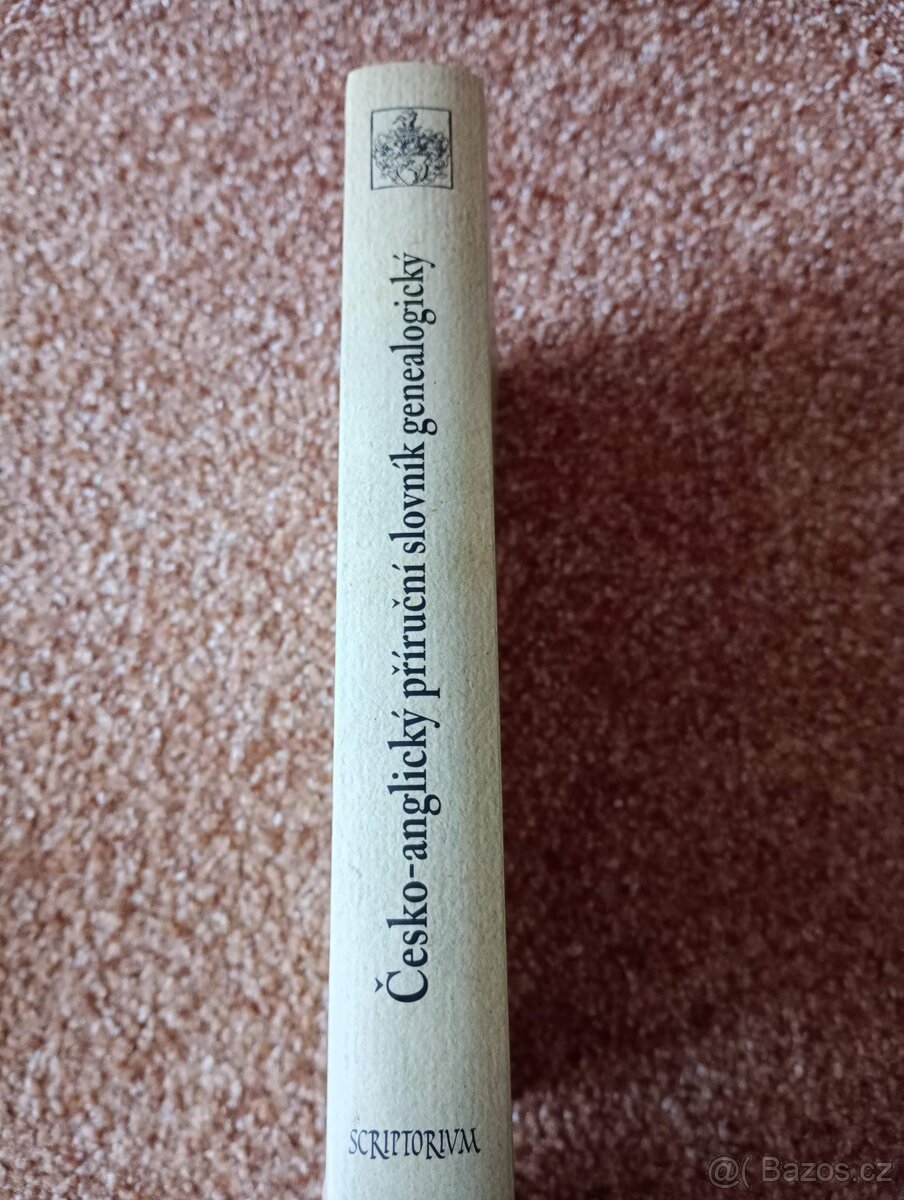 Česko-anglický příruční slovník genealogický
SCRIPTORIVM
@( Bazos.cz